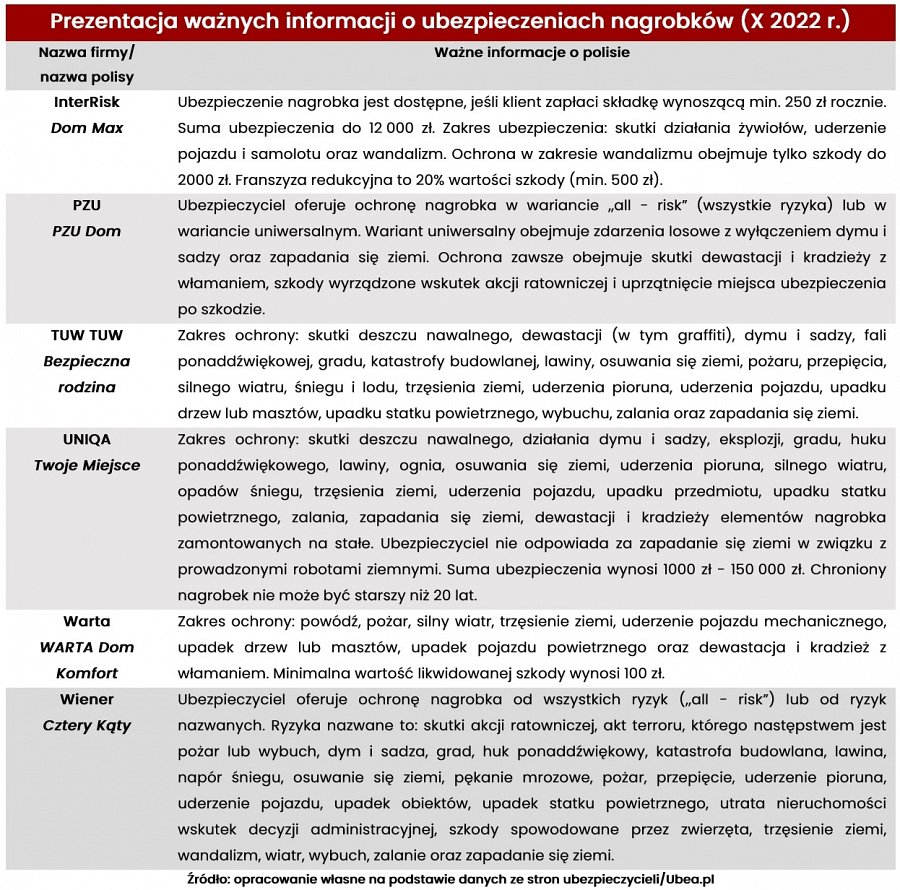 Prezentacja ważnych informacji o ubezpieczeniach nagrobków (X 2022 r.)
Nazwa firmy/
nazwa polisy
Ważne informacje o polisie
InterRisk
Dom Max
Ubezpieczenie nagrobka jest dostępne, jeśli klient zapłaci składkę wynoszącą min. 250 zł rocznie.
Suma ubezpieczenia do 12 000 zł. Zakres ubezpieczenia: skutki działania żywiołów, uderzenie
pojazdu i samolotu oraz wandalizm. Ochrona w zakresie wandalizmu obejmuje tylko szkody do
2000 zł. Franszyza redukcyjna to 20% wartości szkody (min. 500 zł).
PZU
PZU Dom
Ubezpieczyciel oferuje ochronę nagrobka w wariancie „all - risk” (wszystkie ryzyka) lub w
wariancie uniwersalnym. Wariant uniwersalny obejmuje zdarzenia losowe z wyłączeniem dymu i
sadzy oraz zapadania się ziemi. Ochrona zawsze obejmuje skutki dewastacji i kradzieży z
włamaniem, szkody wyrządzone wskutek akcji ratowniczej i uprzątnięcie miejsca ubezpieczenia
po szkodzie.
TUW TUW
Bezpieczna
rodzina
Zakres ochrony: skutki deszczu nawalnego, dewastacji (w tym graffiti), dymu i sadzy, fali
ponaddźwiękowej, gradu, katastrofy budowlanej, lawiny, osuwania się ziemi, pożaru, przepięcia,
silnego wiatru, śniegu i lodu, trzęsienia ziemi, uderzenia pioruna, uderzenia pojazdu, upadku
drzew lub masztów, upadku statku powietrznego, wybuchu, zalania oraz zapadania się ziemi.
UNIQA
Twoje Miejsce
Zakres ochrony: skutki deszczu nawalnego, działania dymu i sadzy, eksplozji, gradu, huku
ponaddźwiękowego, lawiny, ognia, osuwania się ziemi, uderzenia pioruna, silnego wiatru,
opadów śniegu, trzęsienia ziemi, uderzenia pojazdu, upadku przedmiotu, upadku statku
powietrznego, zalania, zapadania się ziemi, dewastacji i kradzieży elementów nagrobka
zamontowanych na stałe. Ubezpieczyciel nie odpowiada za zapadanie się ziemi w związku z
prowadzonymi robotami ziemnymi. Suma ubezpieczenia wynosi 1000 zł - 150 000 zł. Chroniony
nagrobek nie może być starszy niż 20 lat.
Warta
WARTA Dom
Komfort
Zakres ochrony: powódź, pożar, silny wiatr, trzęsienie ziemi, uderzenie pojazdu mechanicznego,
upadek drzew lub masztów, upadek pojazdu powietrznego oraz dewastacja i kradzież z
włamaniem. Minimalna wartość likwidowanej szkody wynosi 100 zł.
Wiener
Cztery Kąty
Ubezpieczyciel oferuje ochronę nagrobka od wszystkich ryzyk („all - risk”) lub od ryzyk
nazwanych. Ryzyka nazwane to: skutki akcji ratowniczej, akt terroru, którego następstwem jest
pożar lub wybuch, dym i sadza, grad, huk ponaddźwiękowy, katastrofa budowlana, lawina,
napór śniegu, osuwanie się ziemi, pękanie mrozowe, pożar, przepięcie, uderzenie pioruna,
uderzenie pojazdu, upadek obiektów, upadek statku powietrznego, utrata nieruchomości
wskutek decyzji administracyjnej, szkody spowodowane przez zwierzęta, trzęsienie ziemi,
wandalizm, wiatr, wybuch, zalanie oraz zapadanie się ziemi.
Źródło: opracowanie własne na podstawie danych ze stron ubezpieczycieli/Ubea.pl